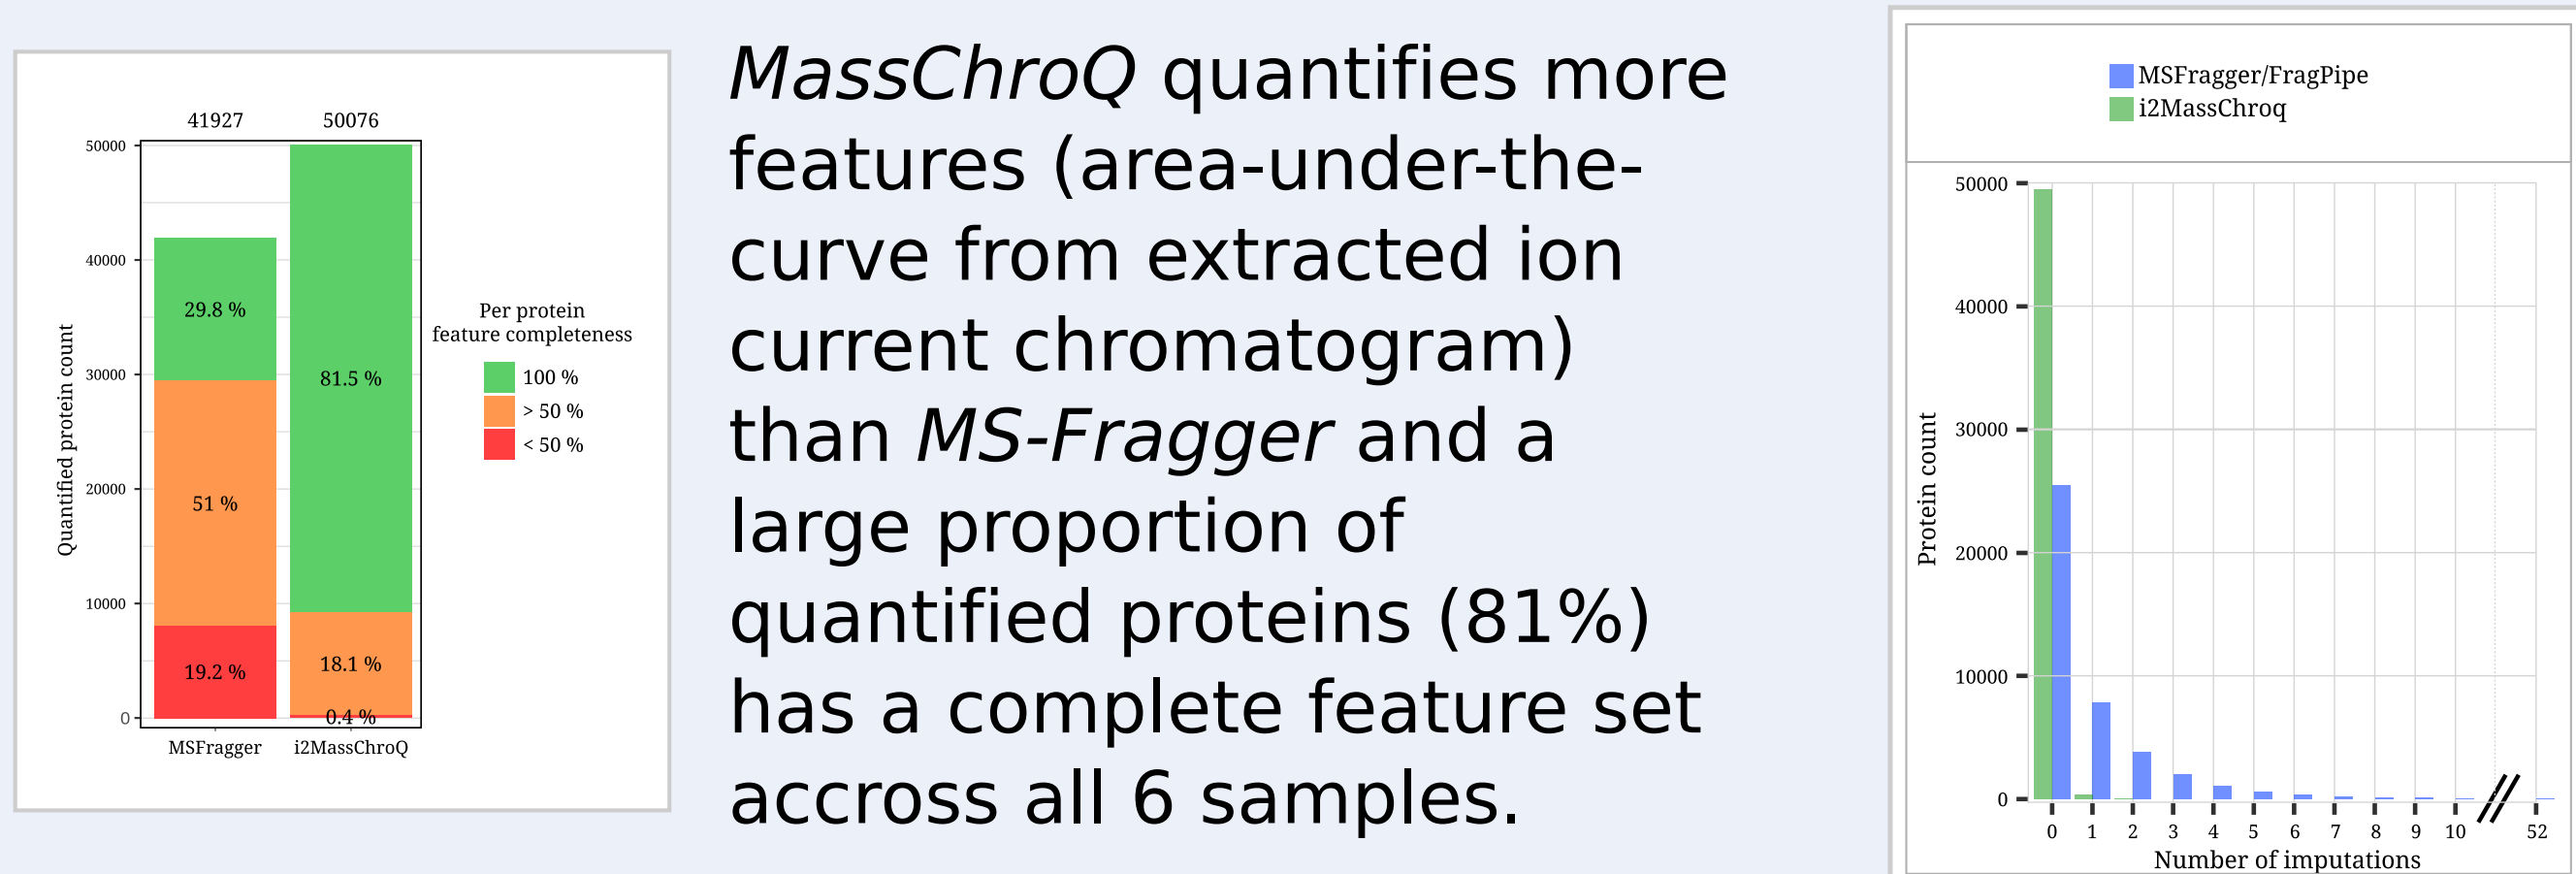 41927 50076
50000
40000
30000
20000
10000
0
Quantified protein count
29.8 %
51 %
19.2 %
81.5 %
18.1 %
0.4 %
MSFragger i2MassChroQ
Per protein
feature completeness
100 %
> 50 %
< 50 %
MassChroQ quantifies more
features (area-under-the-
curve from extracted ion
current chromatogram)
than MS-Fragger and a
large proportion of
quantified proteins (81%)
has a complete feature set
accross all 6 samples.
MSFragger/FragPipe
i2MassChroq
50000
40000
30000
20000
10000
0
Protein count
0 1 2 3 4 5 6 7 8 9 10 52
Number of imputations